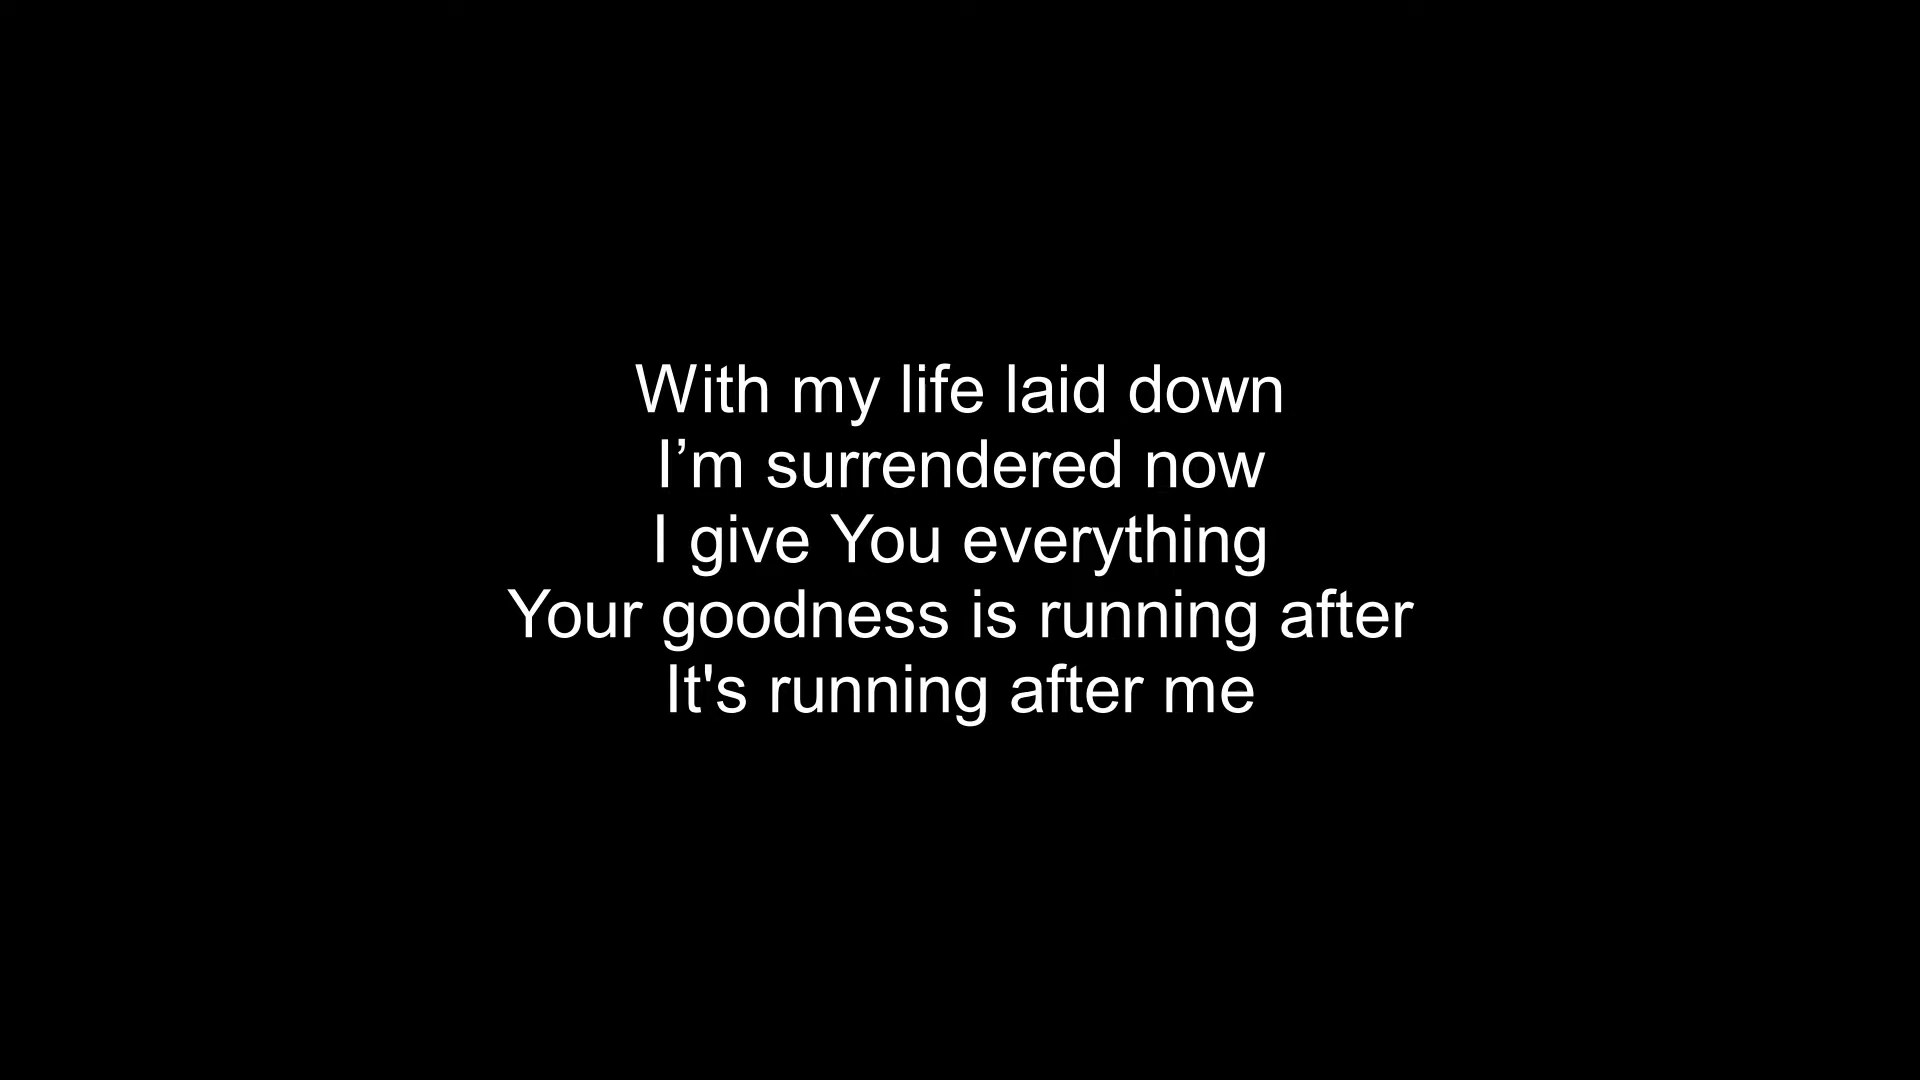 With my life laid down
I’m surrendered now
I give You everything
Your goodness is running after
It's running after me